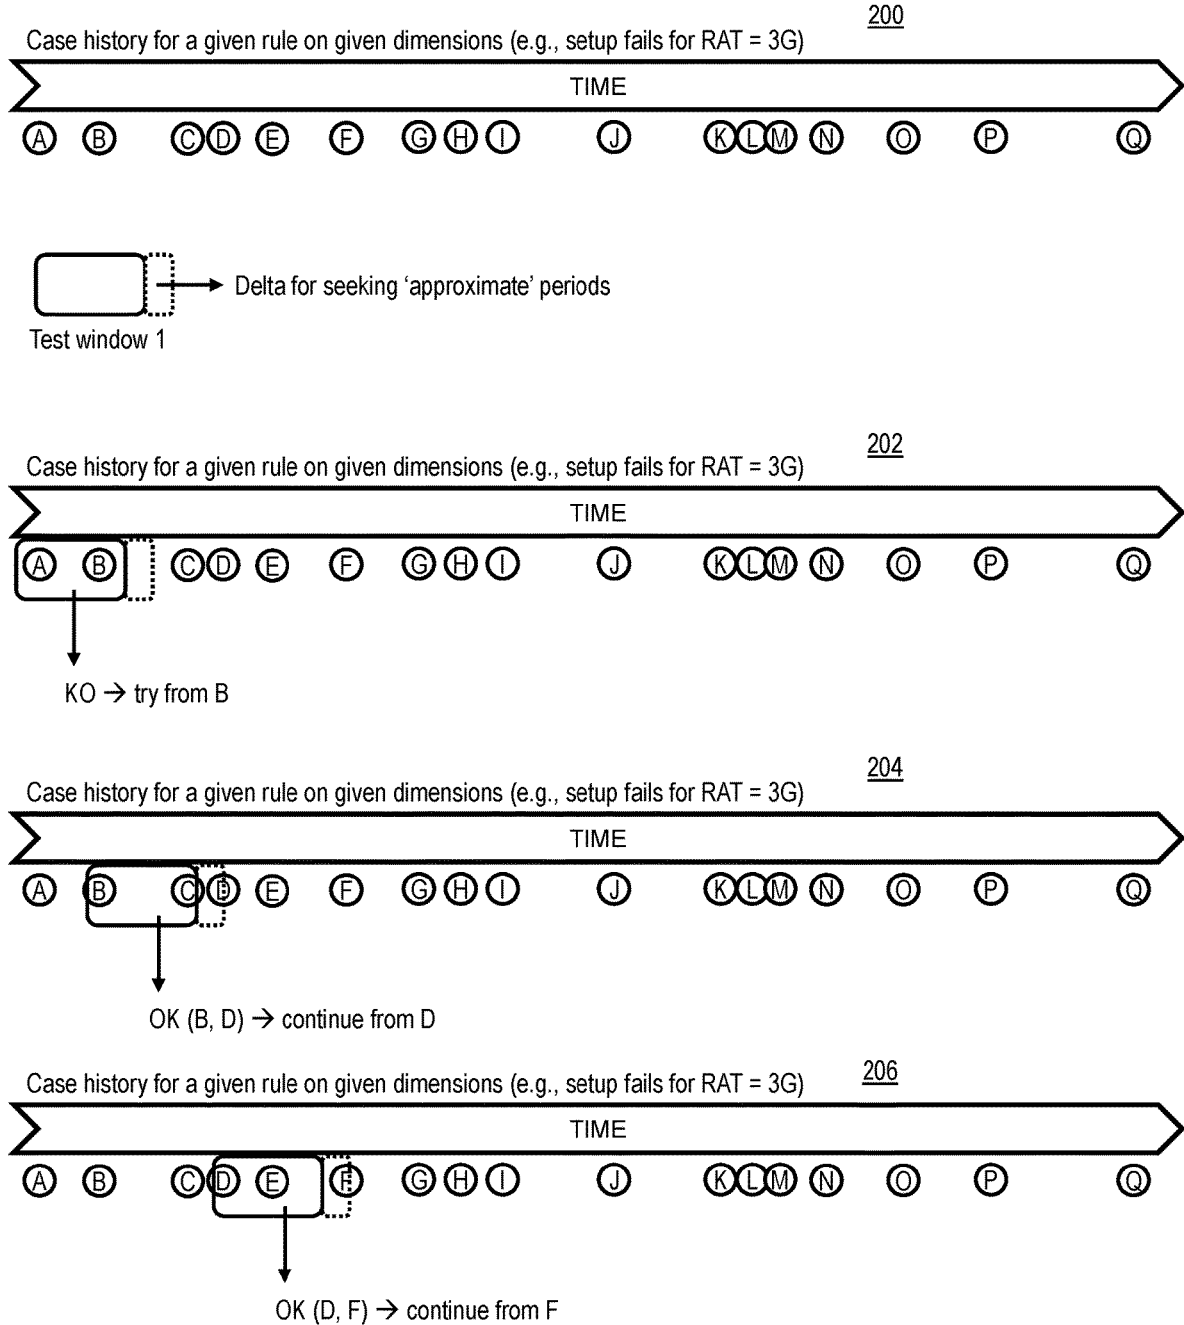 200
Case history for a given rule on given dimensions (e.g., setup fails for RAT = 3G)
TIME
A B C D E F G H I J K L M N O P Q
Delta for seeking ‘approximate’ periods
Test window 1
202
Case history for a given rule on given dimensions (e.g., setup fails for RAT = 3G)
TIME
A B C D E F G H I J K L M N O P Q
KO → try from B
204
Case history for a given rule on given dimensions (e.g., setup fails for RAT = 3G)
TIME
A B C D E F G H I J K L M N O P Q
OK (B, D) → continue from D
206
Case history for a given rule on given dimensions (e.g., setup fails for RAT = 3G)
TIME
A B C D E F G H I J K L M N O P Q
OK (D, F) → continue from F